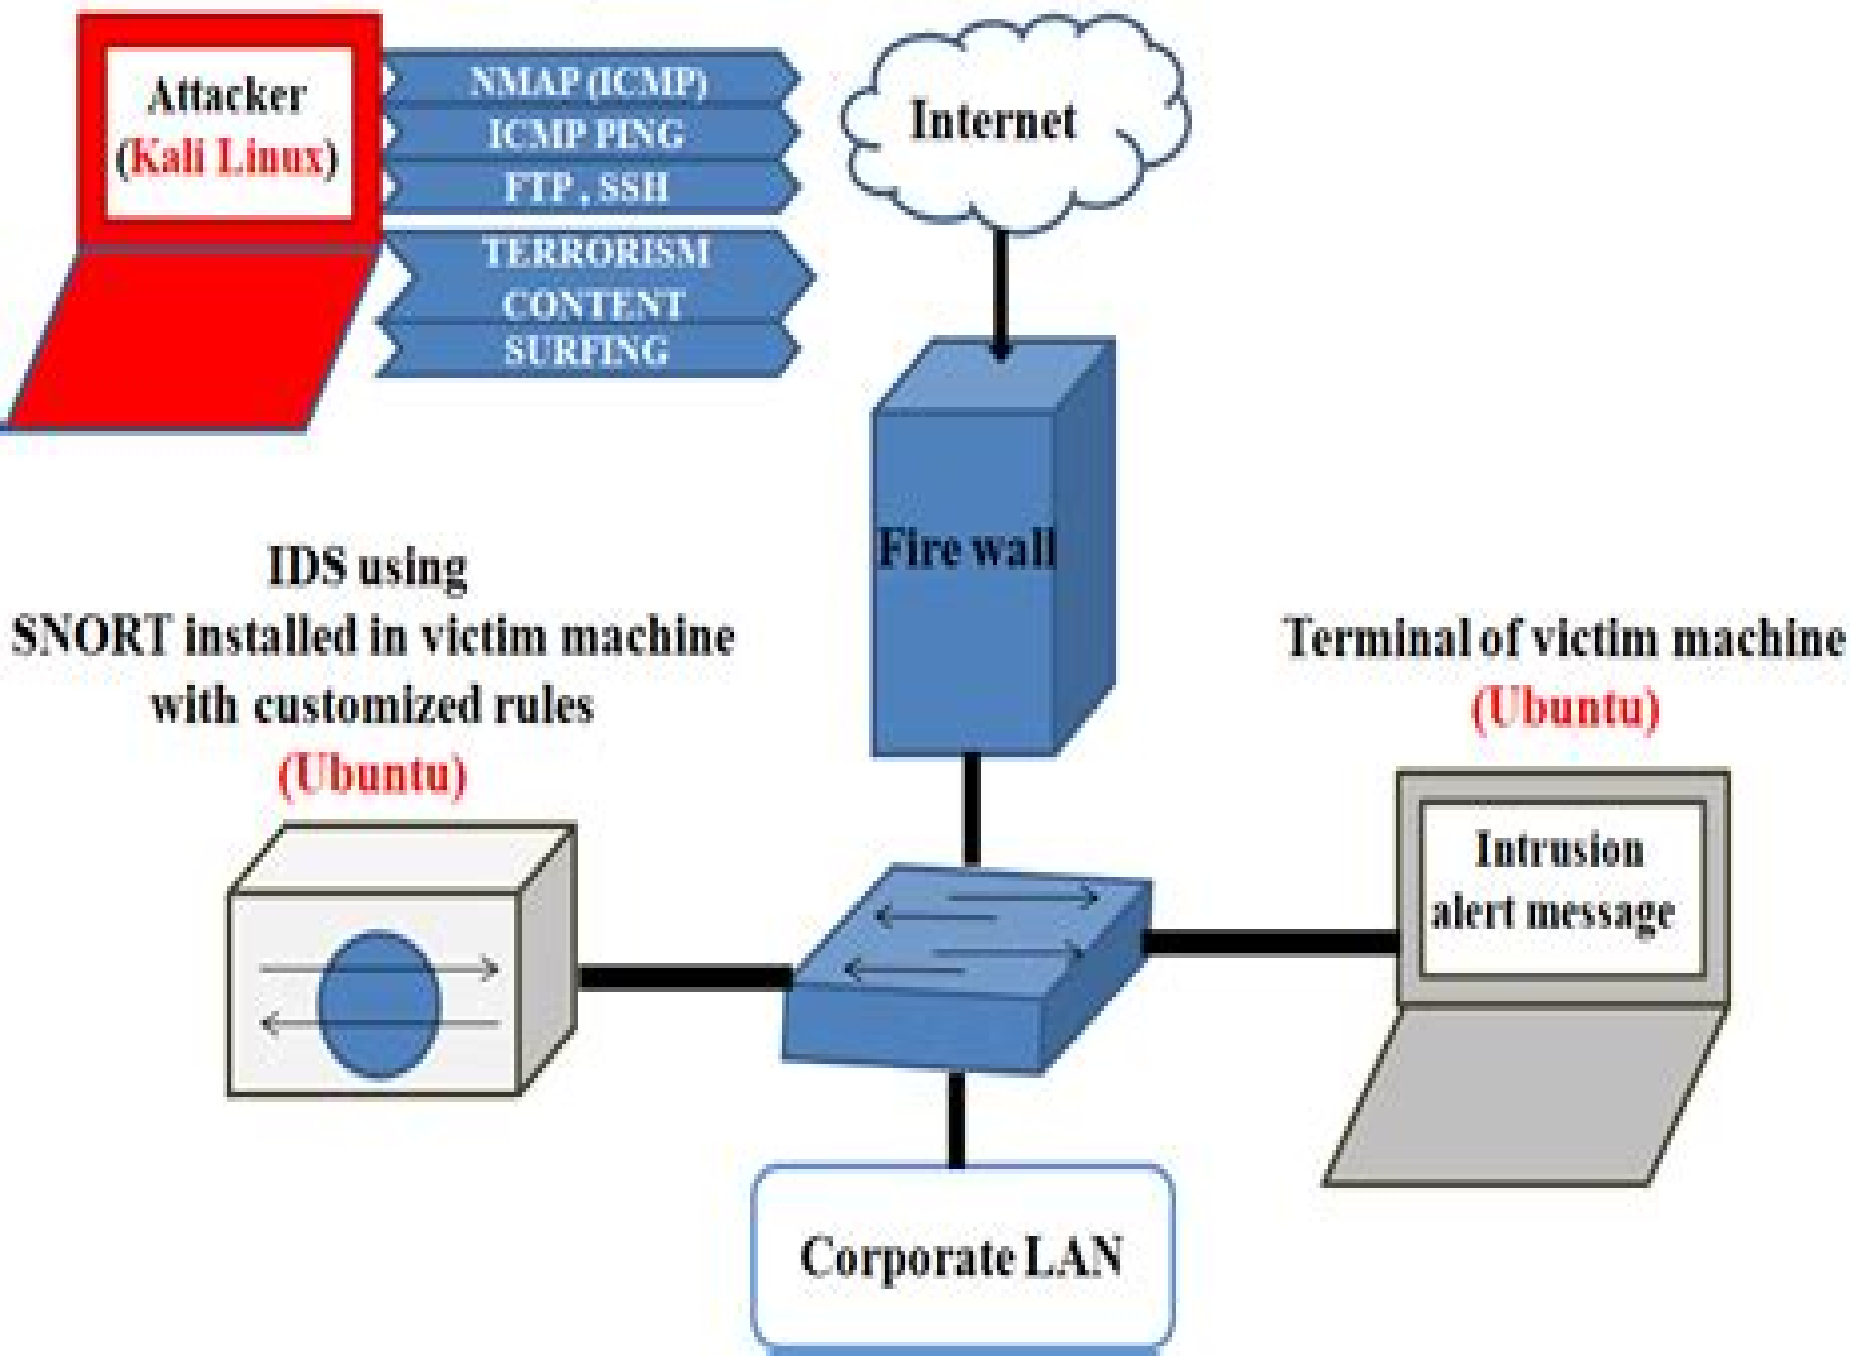 Attacker
(Kali Linux)
NMAP (ICMP)
ICMP PING
FTP , SSH
TERRORISM
CONTENT
SURFING
Internet
Fire wall
IDS using
SNORT installed in victim machine
with customized rules
(Ubuntu)
Terminal of victim machine
(Ubuntu)
Intrusion
alert message
Corporate LAN